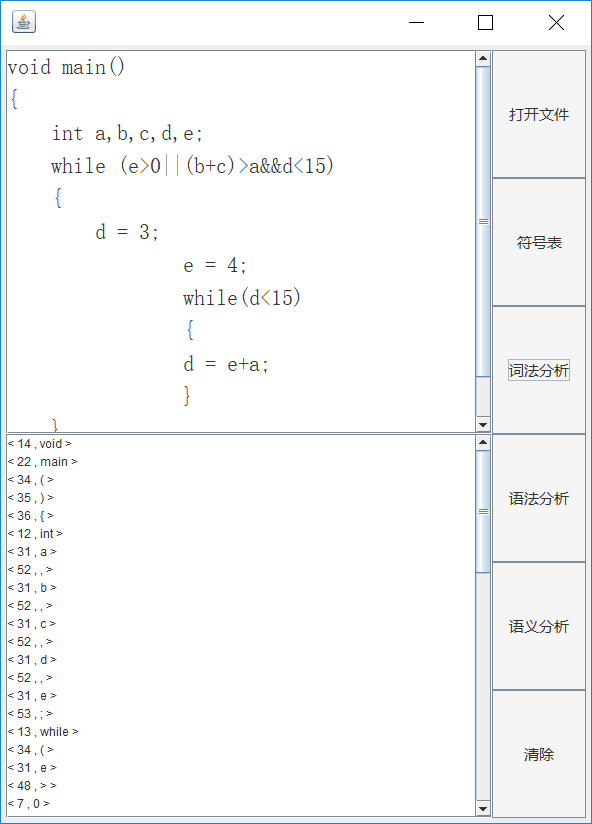 void main()
{
int a,b,c,d,e;
while (e>0||(b+c)>a&&d<15)
{
d = 3;
e = 4;
while(d<15)
{
d = e+a;
}
}
< 14 , void >
< 22 , main >
< 34 , ( >
< 35 , ) >
< 36 , { >
< 12 , int >
< 31 , a >
< 52 , , >
< 31 , b >
< 52 , , >
< 31 , c >
< 52 , , >
< 31 , d >
< 52 , , >
< 31 , e >
< 53 , ; >
< 13 , while >
< 34 , ( >
< 31 , e >
< 48 , > >
< 7 , 0 >
打开文件
符号表
词法分析
语法分析
语义分析
清除